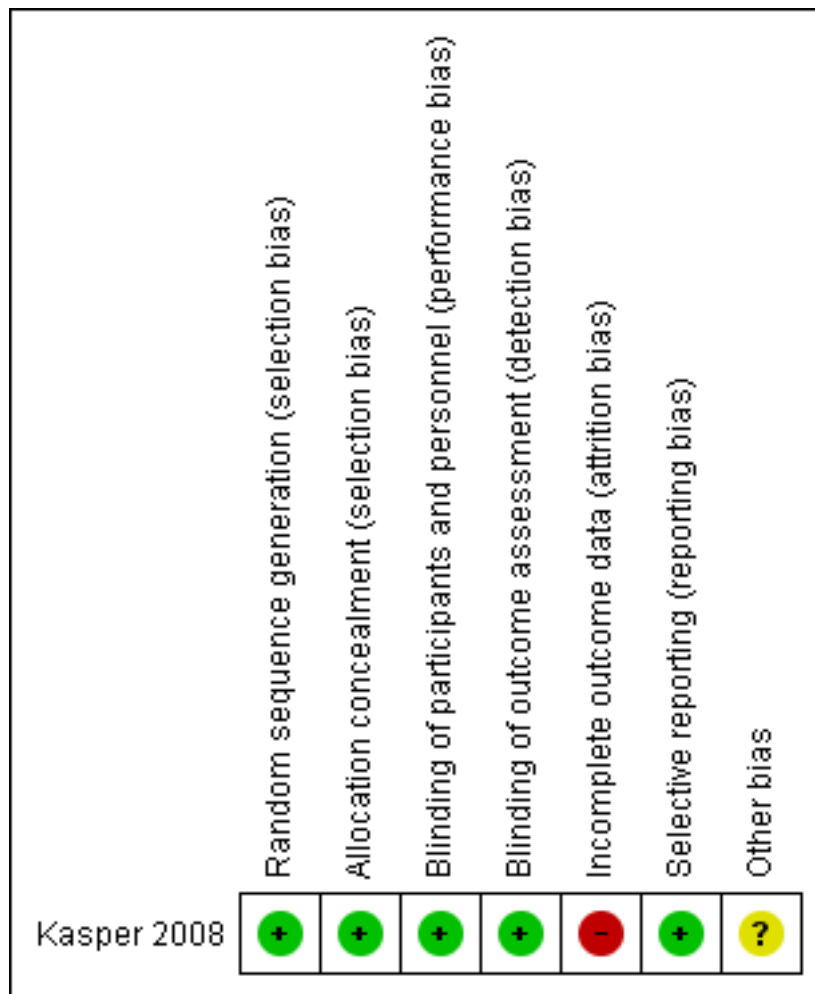 Random sequence generation (selection bias)
Allocation concealment (selection bias)
Blinding of participants and personnel (performance bias)
Blinding of outcome assessment (detection bias)
Incomplete outcome data (attrition bias)
Selective reporting (reporting bias)
Other bias
Kasper 2008 + + + + - + ?